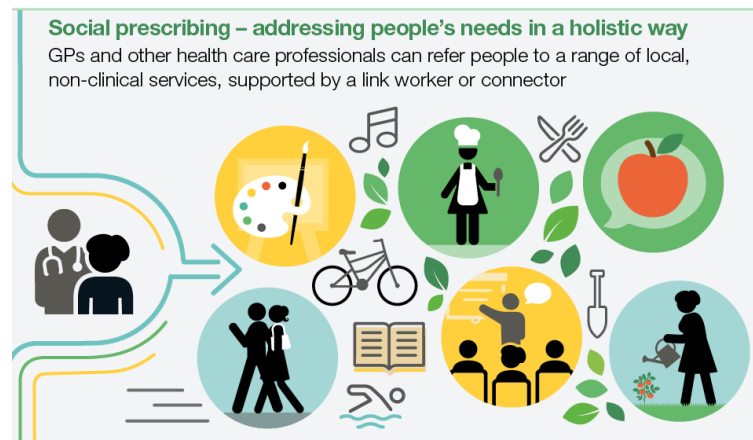 Social prescribing – addressing people’s needs in a holistic way
GPs and other health care professionals can refer people to a range of local,
non-clinical services, supported by a link worker or connector